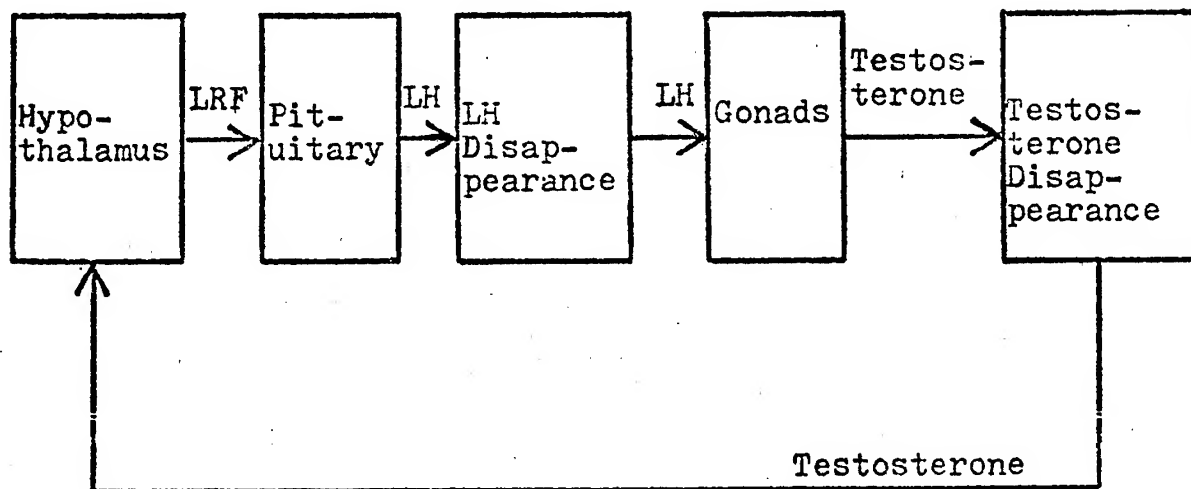 Hypo-
thalamus
LRF
Pit-
uitary
LH
LH
Disap-
pearance
LH
Gonads
Testos-
terone
Testos-
terone
Disap-
pearance
Testosterone